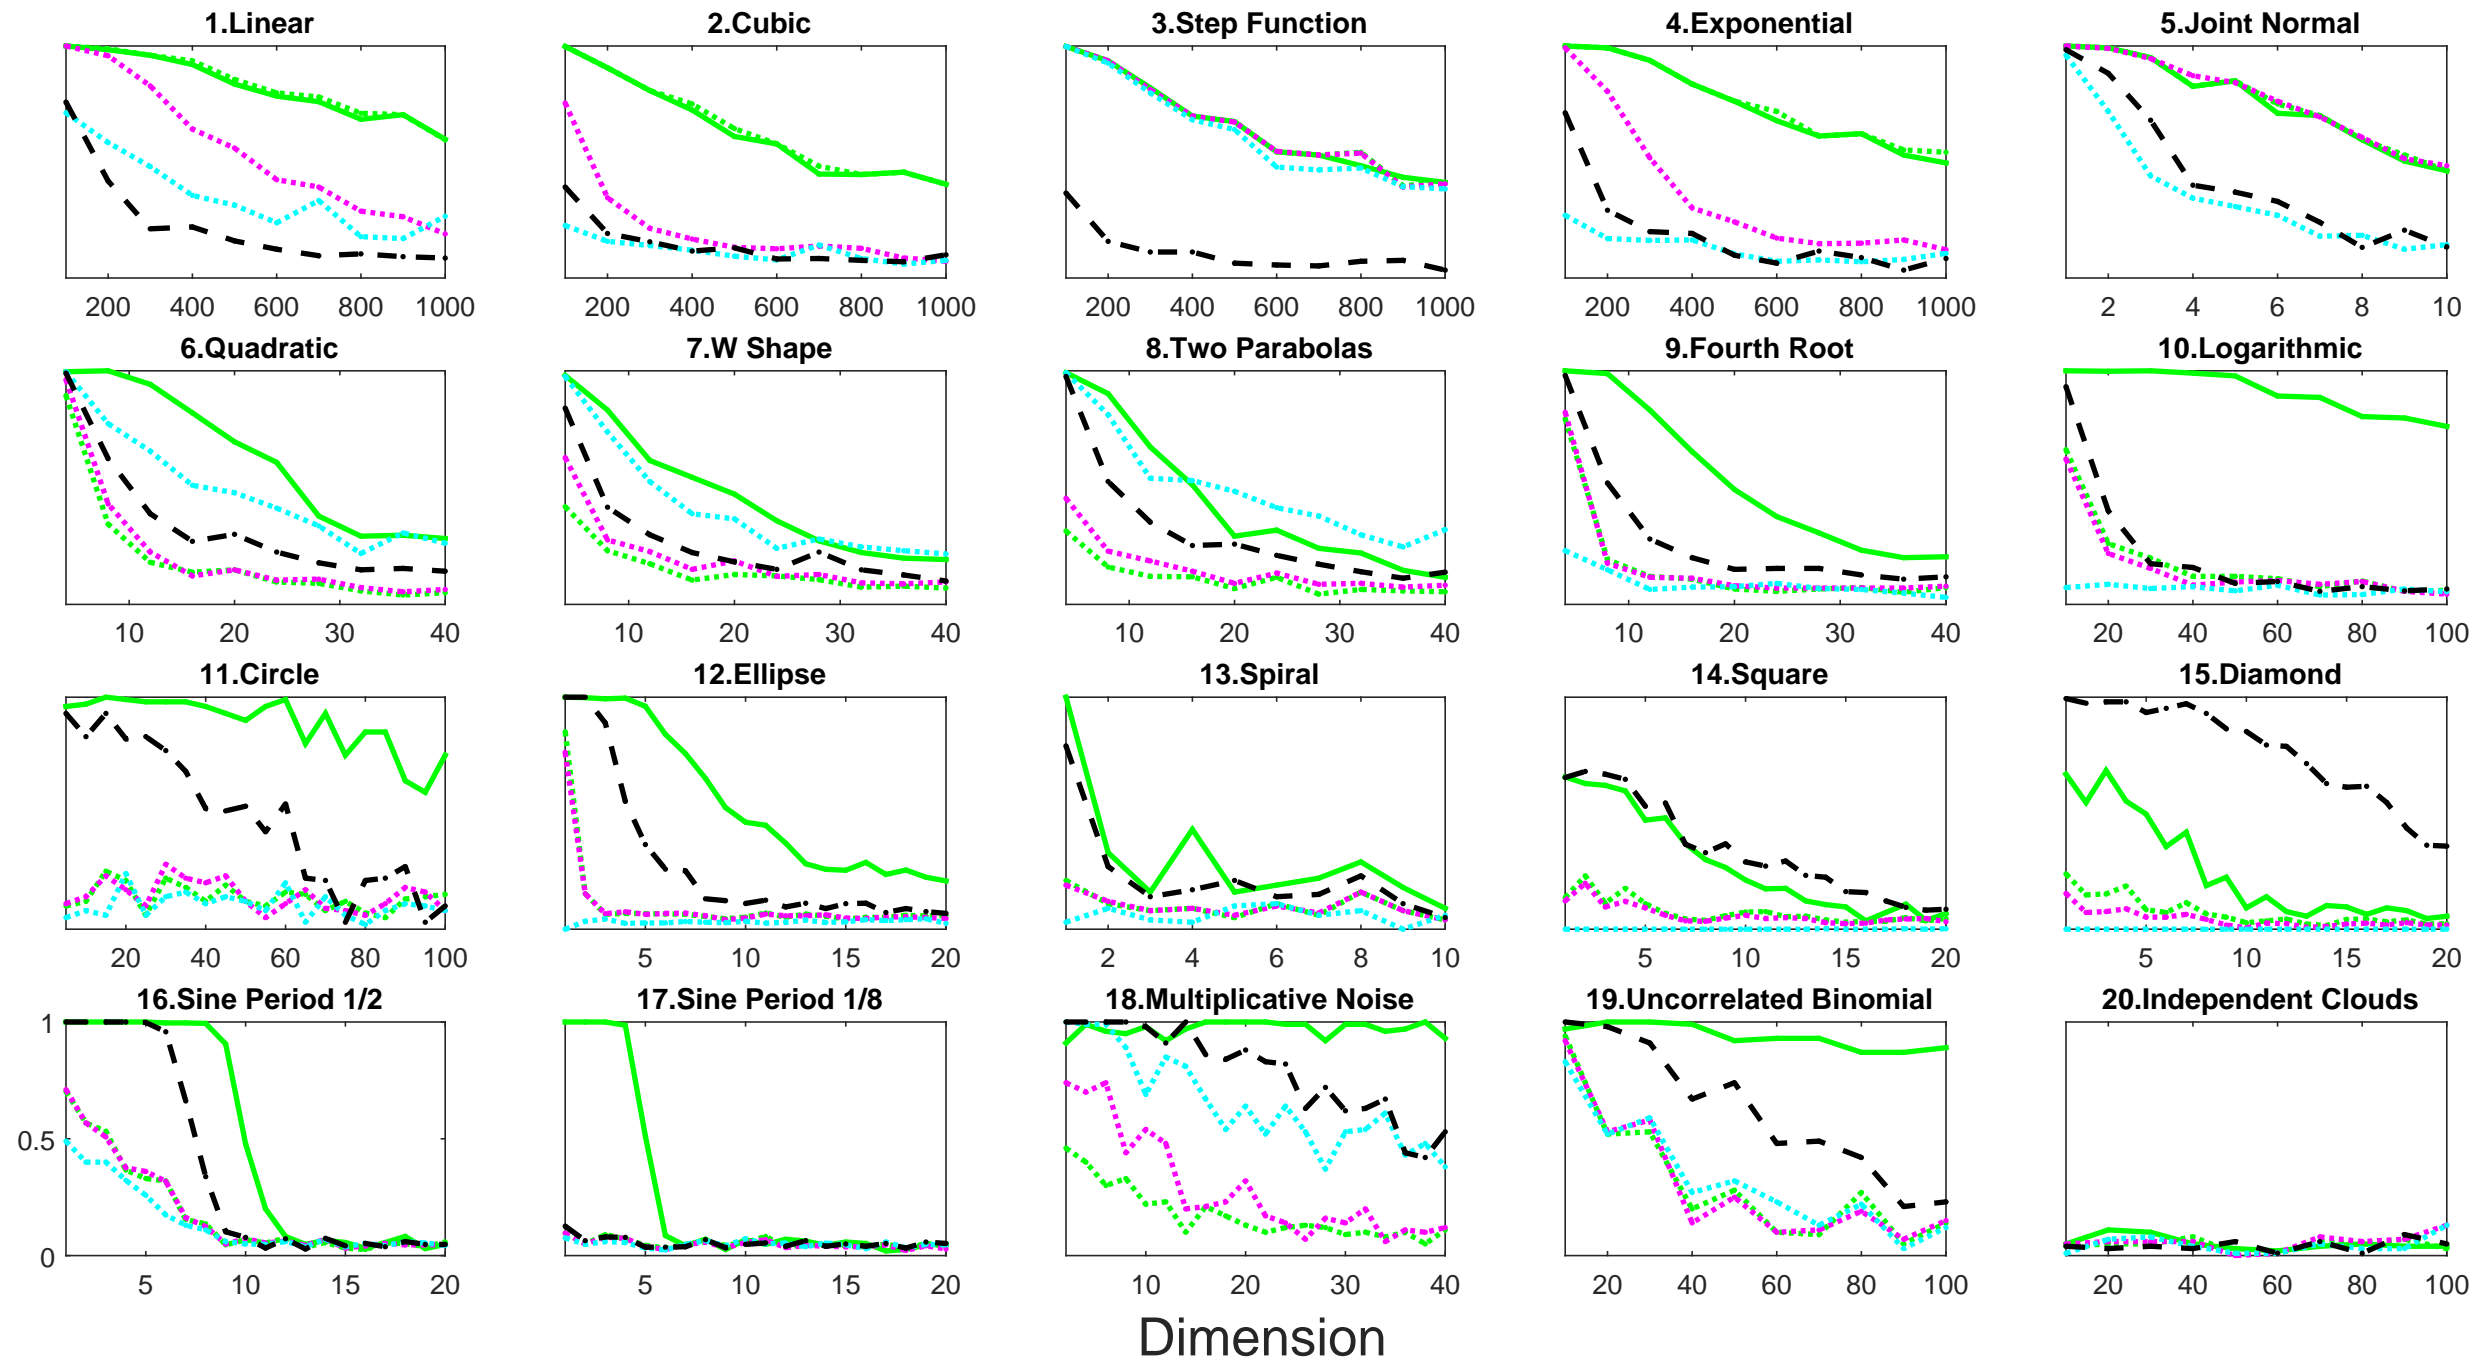 1.Linear 2.Cubic 3.Step Function 4.Exponential 5.Joint Normal
200 400 600 800 1000 200 400 600 800 1000 200 400 600 800 1000 200 400 600 800 1000 2 4 6 8 10
6.Quadratic 7.W Shape 8.Two Parabolas 9.Fourth Root 10.Logarithmic
10 20 30 40 10 20 30 40 10 20 30 40 10 20 30 40 20 40 60 80 100
11.Circle 12.Ellipse 13.Spiral 14.Square 15.Diamond
20 40 60 80 100 5 10 15 20 2 4 6 8 10 5 10 15 20 5 10 15 20
16.Sine Period 1/2 17.Sine Period 1/8 18.Multiplicative Noise 19.Uncorrelated Binomial 20.Independent Clouds
1
0.5
0
5 10 15 20 5 10 15 20 10 20 30 40 20 40 60 80 100 20 40 60 80 100
Dimension